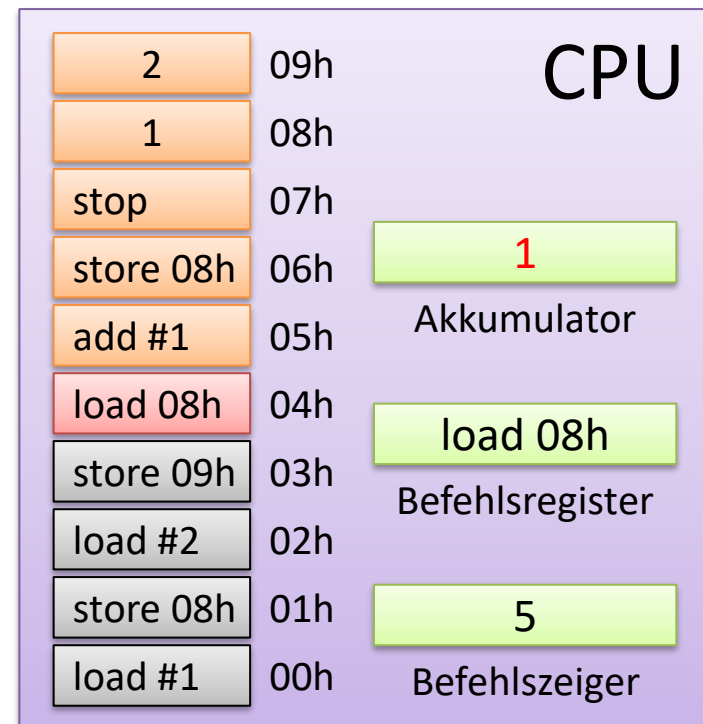 CPU
2 09h
1 08h
stop 07h
store 08h 06h
add #1 05h
load 08h 04h
store 09h 03h
load #2 02h
store 08h 01h
load #1 00h
1
Akkumulator
load 08h
Befehlsregister
5
Befehlszeiger